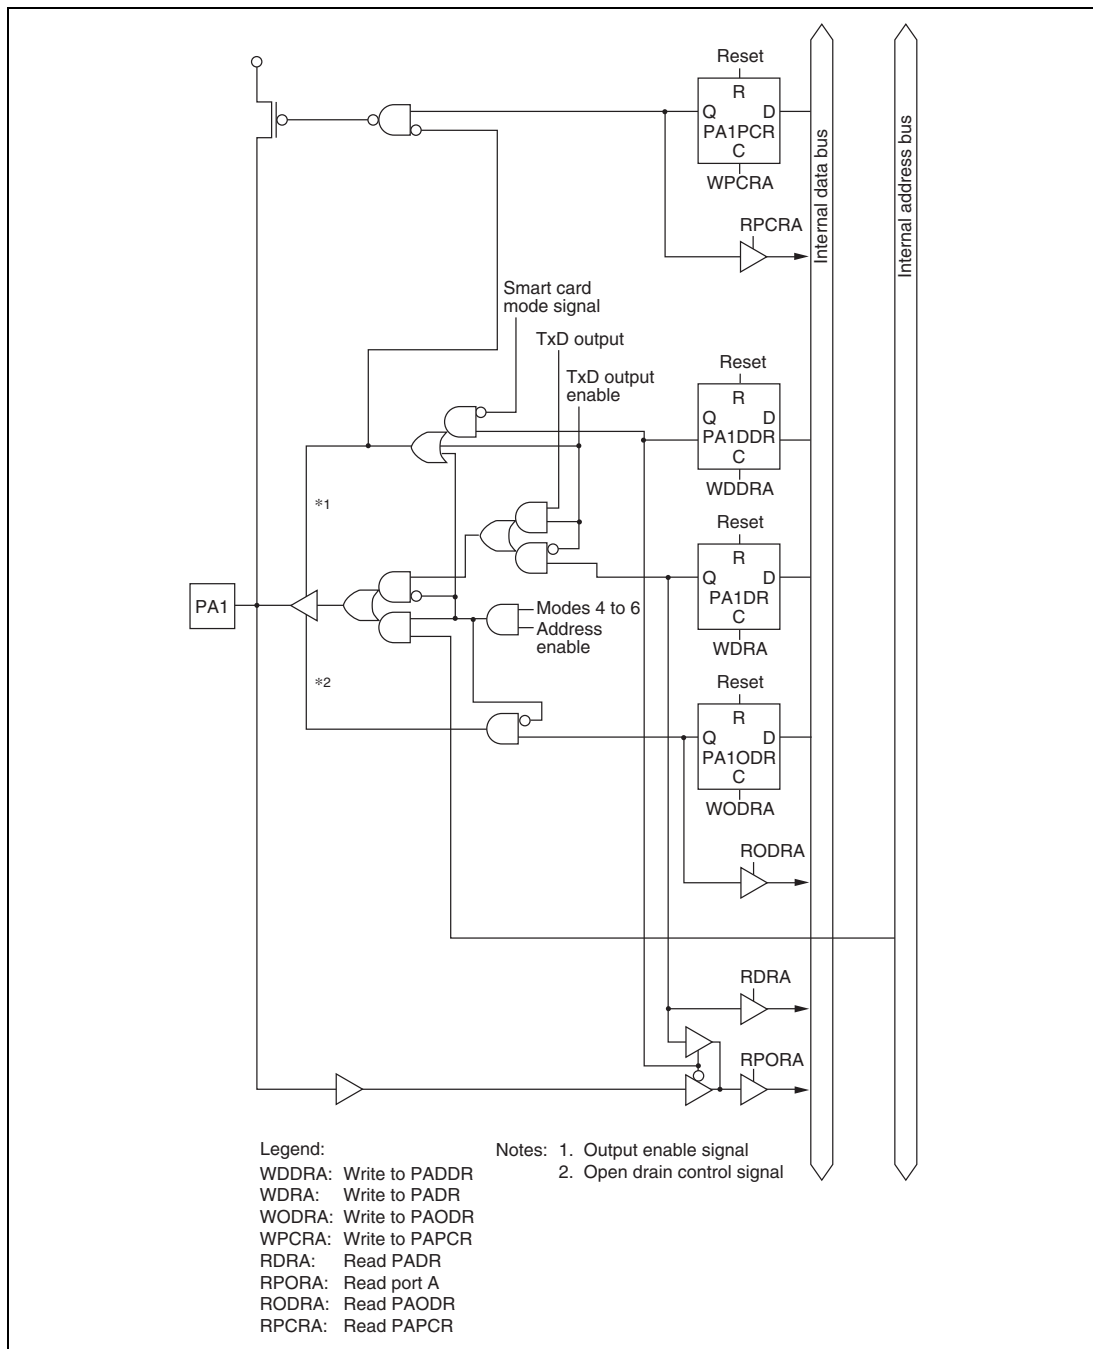 Reset
R
Q D
PA1PCR
C
WPCRA
RPCRA
Internal data bus
Internal address bus
Smart card
mode signal
TxD output
TxD output
enable
Reset
R
Q D
PA1DDR
C
WDDRA
*1
Reset
R
Q D
PA1DR
C
WDRA
PA1
Modes 4 to 6
Address
enable
*2
Reset
R
Q D
PA1ODR
C
WODRA
RODRA
RDRA
RPORA
Legend:
WDDRA: Write to PADDR
WDRA: Write to PADR
WODRA: Write to PAODR
WPCRA: Write to PAPCR
RDRA: Read PADR
RPORA: Read port A
RODRA: Read PAODR
RPCRA: Read PAPCR
Notes: 1. Output enable signal
2. Open drain control signal